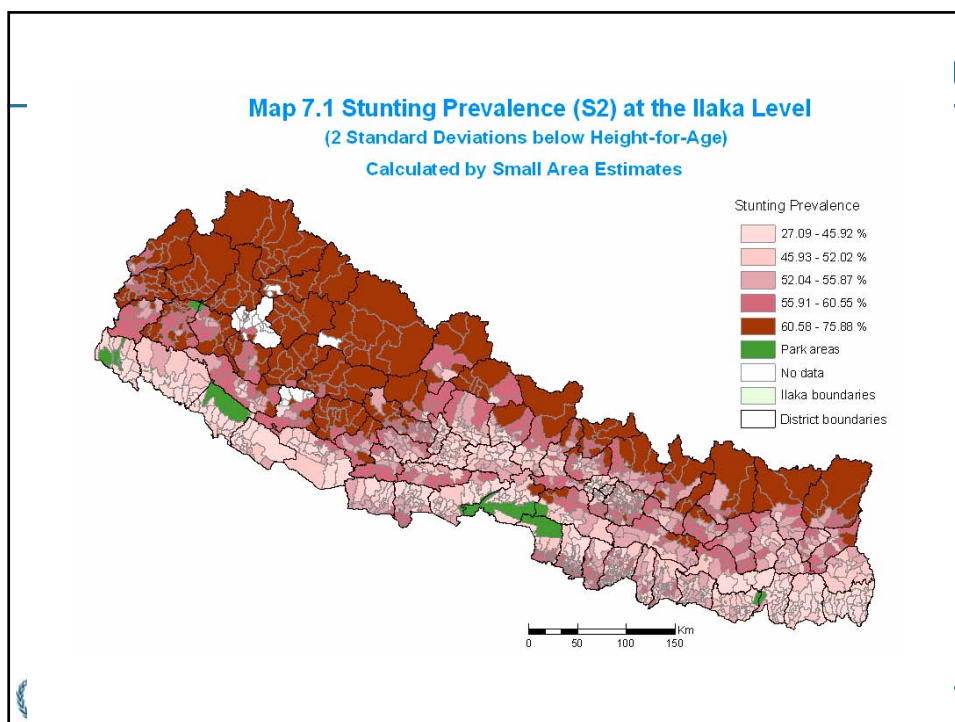 Map 7.1 Stunting Prevalence (S2) at the Ilaka Level
(2 Standard Deviations below Height-for-Age)
Calculated by Small Area Estimates
Stunting Prevalence
27.09 - 45.92 %
45.93 - 52.02 %
52.04 - 55.87 %
55.91 - 60.55 %
60.58 - 75.88 %
Park areas
No data
Ilaka boundaries
District boundaries
Km
0 50 100 150